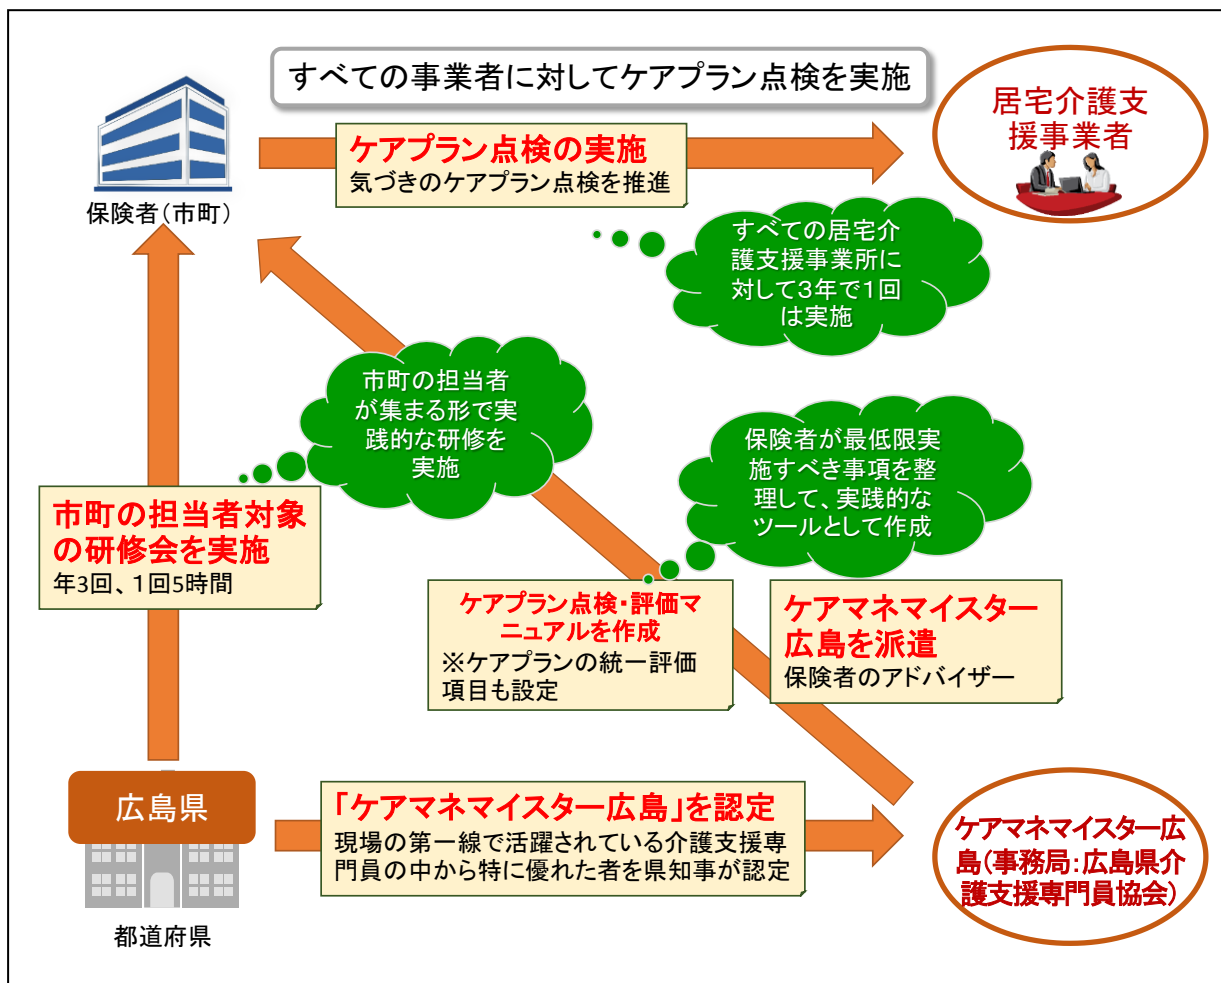 すべての事業者に対してケアプラン点検を実施
居宅介護支
援事業者
ケアプラン点検の実施
気づきのケアプラン点検を推進
保険者(市町)
すべての居宅介
護支援事業所に
対して3年で1回
は実施
市町の担当者
が集まる形で実
践的な研修を
実施
保険者が最低限実
施すべき事項を整
理して、実践的な
ツールとして作成
市町の担当者対象
の研修会を実施
年3回、1回5時間
ケアプラン点検・評価マ
ニュアルを作成
※ケアプランの統一評価
項目も設定
ケアマネマイスター
広島を派遣
保険者のアドバイザー
広島県
都道府県
「ケアマネマイスター広島」を認定
現場の第一線で活躍されている介護支援専
門員の中から特に優れた者を県知事が認定
ケアマネマイスター広
島(事務局:広島県介
護支援専門員協会)